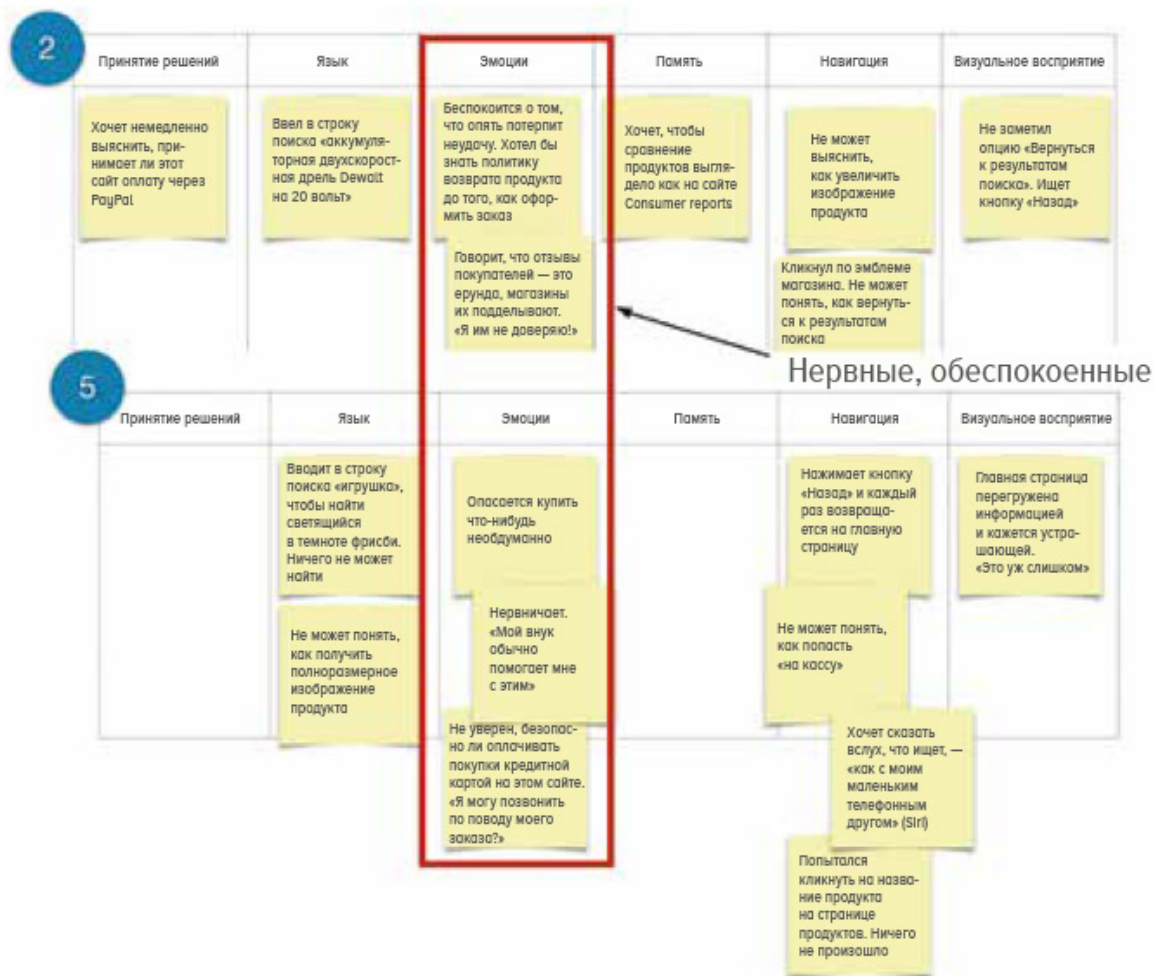 2
Принятие решений
Язык
Эмоции
Память
Навигация
Визуальное восприятие
Хочет немедленно
выяснить, при-
нимает ли этот
сайт оплату через
PayPal
Ввел в строку
поиска «аккумуля-
торная двухскорост-
ная дрель Dewalt
на 20 вольт»
Беспокоится о том,
что опять потерпит
неудачу. Хотел бы
знать политику
возврата продукта
до того, как офор-
мить заказ
Говорит, что отзывы
покупателей — это
ерунда, магазины
их подделывают.
«Я им не доверяю!»
Хочет, чтобы
сравнение
продуктов выгля-
дело как на сайте
Consumer reports
Не может
выяснить,
как увеличить
изображение
продукта
Кликнул по эмблеме
магазина. Не может
понять, как вернуть-
ся к результатам
поиска
Не заметил
опцию «Вернуться
к результатам
поиска». Ищет
кнопку «Назад»
Нервные, обеспокоенные
5
Принятие решений
Язык
Эмоции
Память
Навигация
Визуальное восприятие
Вводит в строку
поиска «игрушка»,
чтобы найти
светящийся
в темноте фрисби.
Ничего не может
найти
Не может понять,
как получить
полноразмерное
изображение
продукта
Опасается купить
что-нибудь
необдуманно
Нервничает.
«Мой внук
обычно
помогает мне
с этим»
Не уверен, безопас-
но ли оплачивать
покупки кредитной
картой на этом сайте.
«Я могу позвонить
по поводу моего
заказа?»
Нажимает кнопку
«Назад» и каждый
раз возвраща-
ется на главную
страницу
Не может понять,
как попасть
«на кассу»
Хочет сказать
вслух, что ищет, —
«как с моим
маленьким
телефонным
другом» (Siri)
Попытался
кликнуть на назва-
ние продукта
на странице
продуктов. Ничего
не произошло
Главная страница
перегружена
информацией
и кажется устра-
шающей.
«Это уж слишком»